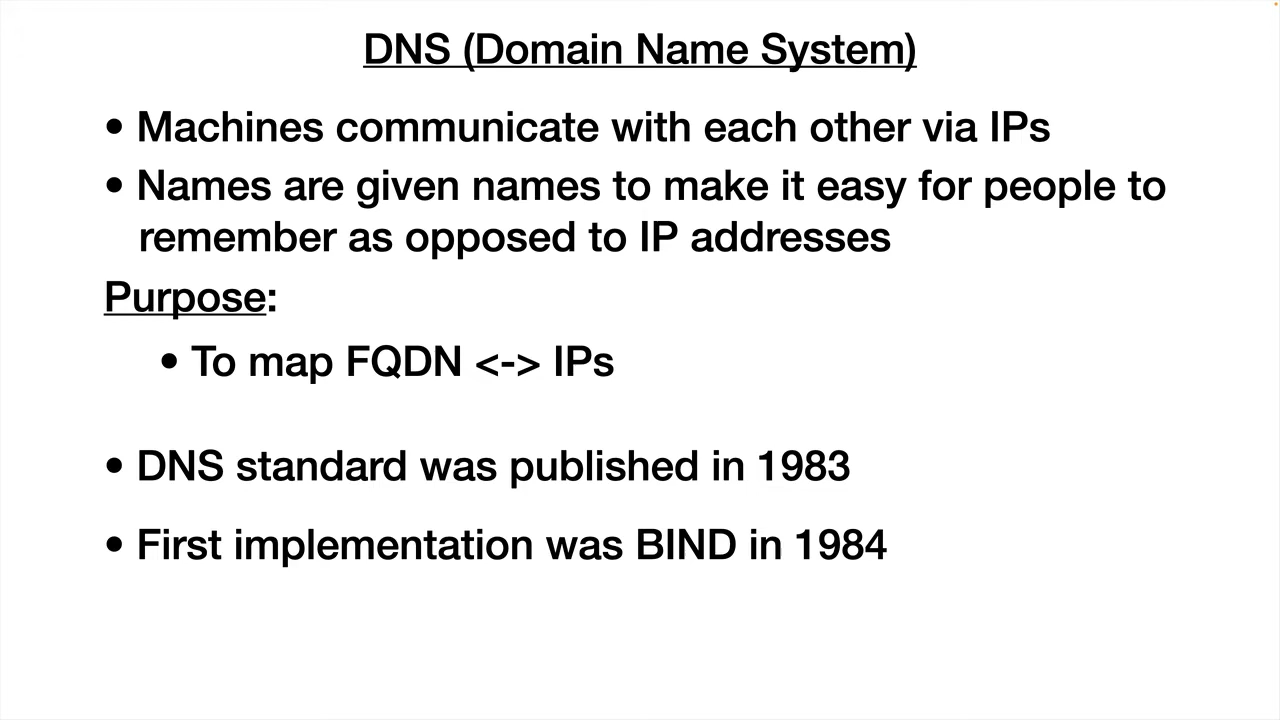 DNS (Domain Name System)
• Machines communicate with each other via IPs
• Names are given names to make it easy for people to
remember as opposed to IP addresses
Purpose:
• To map FQDN <-> IPs
• DNS standard was published in 1983
• First implementation was BIND in 1984